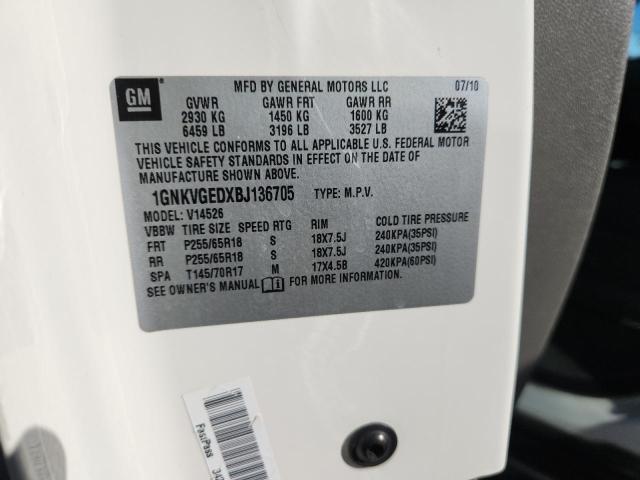 GM
MFD BY GENERAL MOTORS LLC 07/10
GVWR GAWR FRT GAWR RR
2930 KG 1450 KG 1600 KG
6459 LB 3196 LB 3527 LB
THIS VEHICLE CONFORMS TO ALL APPLICABLE U.S. FEDERAL MOTOR
VEHICLE SAFETY STANDARDS IN EFFECT ON THE DATE OF
MANUFACTURE SHOWN ABOVE.
1GNKVGEDXBJ136705 TYPE: M.P.V.
MODEL: V14526
VBBW TIRE SIZE SPEED RTG RIM COLD TIRE PRESSURE
FRT P255/65R18 S 18X7.5J 240KPA(35PSI)
RR P255/65R18 S 18X7.5J 240KPA(35PSI)
SPA T145/70R17 M 17X4.5B 420KPA(60PSI)
SEE OWNER'S MANUAL FOR MORE INFORMATION.
FastPass